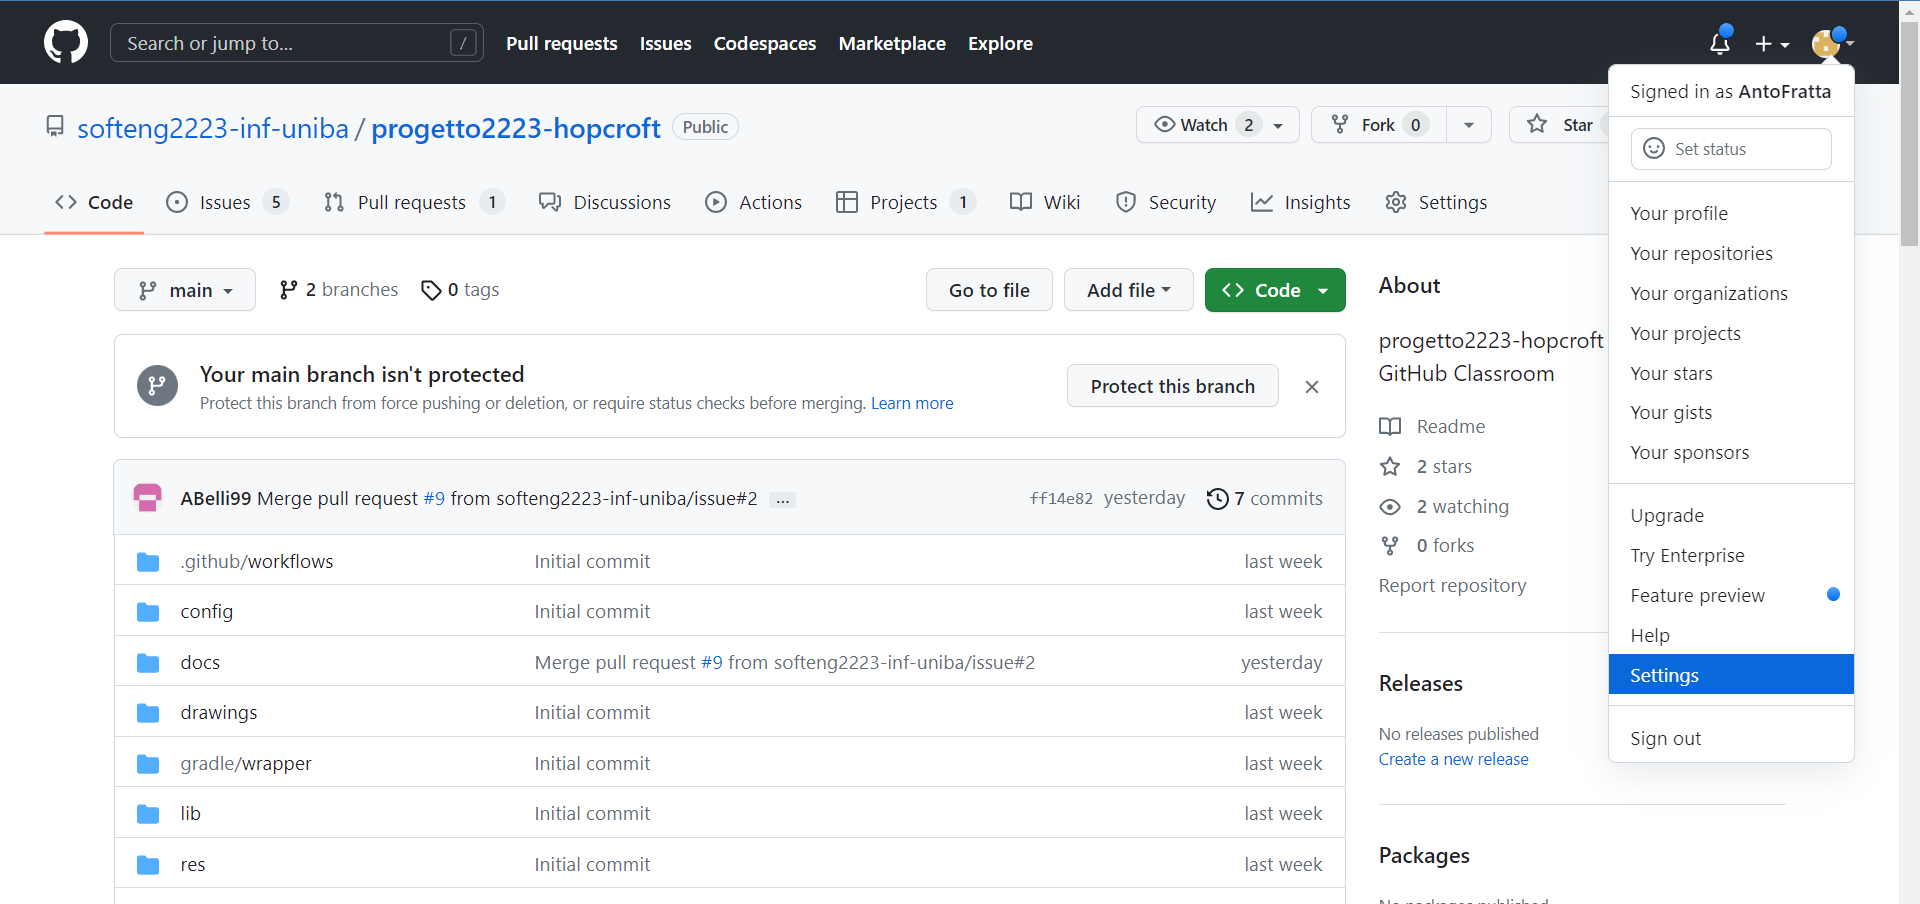 Search or jump to... / Pull requests Issues Codespaces Marketplace Explore
Signed in as AntoFratta
Set status
Your profile
Your repositories
Your organizations
Your projects
Your stars
Your gists
Your sponsors
Upgrade
Try Enterprise
Feature preview
Help
Settings
Sign out
softeng2223-inf-uniba / progetto2223-hopcroft Public
Watch 2 Fork 0 Star
Code Issues 5 Pull requests 1 Discussions Actions Projects 1 Wiki Security Insights Settings
main 2 branches 0 tags Go to file Add file Code
Your main branch isn't protected
Protect this branch from force pushing or deletion, or require status checks before merging. Learn more
Protect this branch
ABelli99 Merge pull request #9 from softeng2223-inf-uniba/issue#2 ... ff14e82 yesterday 7 commits
.github/workflows Initial commit last week
config Initial commit last week
docs Merge pull request #9 from softeng2223-inf-uniba/issue#2 yesterday
drawings Initial commit last week
gradle/wrapper Initial commit last week
lib Initial commit last week
res Initial commit last week
About
progetto2223-hopcroft
GitHub Classroom
Readme
2 stars
2 watching
0 forks
Report repository
Releases
No releases published
Create a new release
Packages